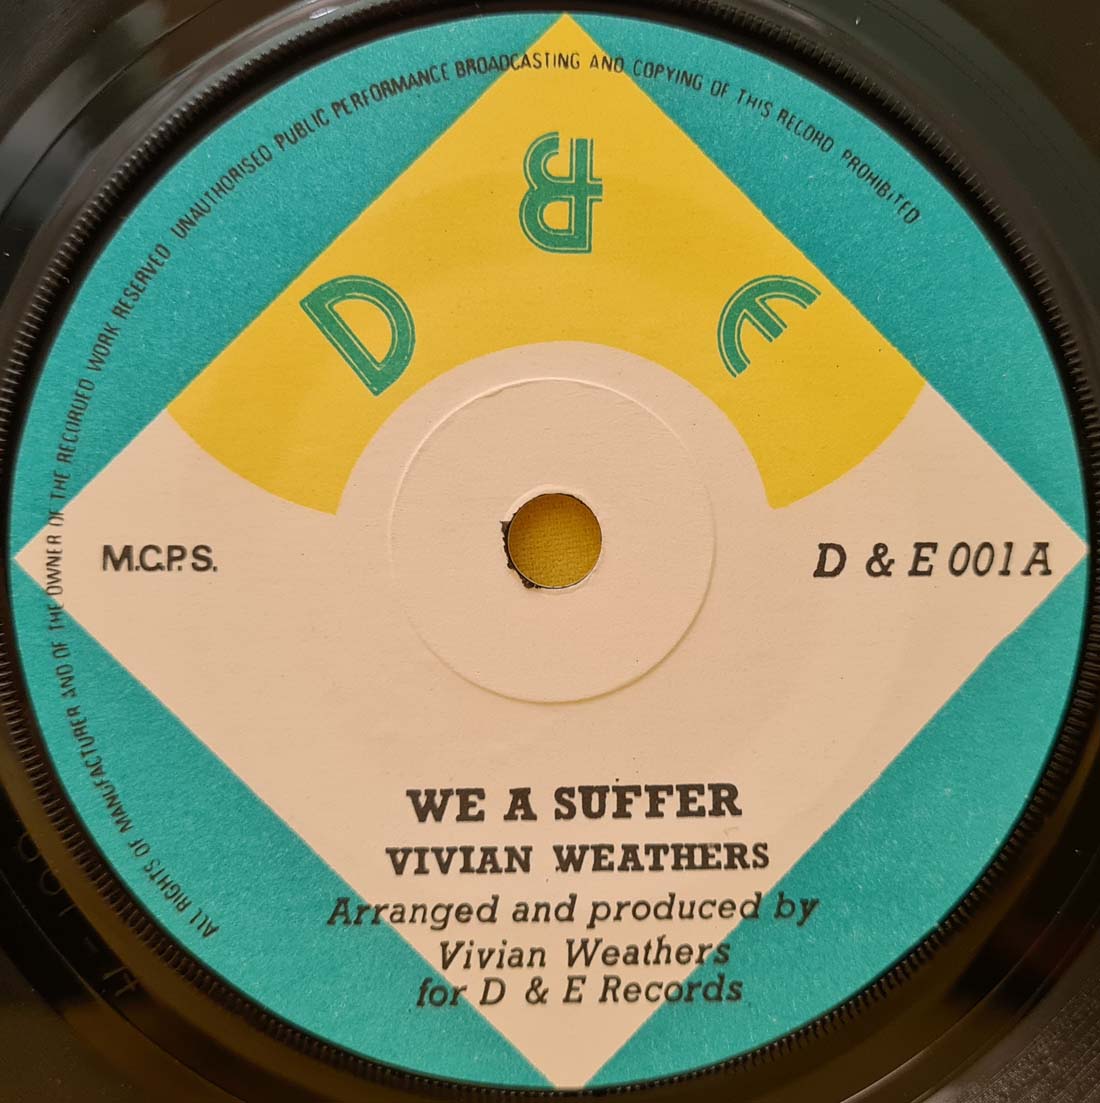 ALL RIGHTS OF MANUFACTURER AND OF THE OWNER OF THE RECORDED WORK RESERVED UNAUTHORISED PUBLIC PERFORMANCE BROADCASTING AND COPYING OF THIS RECORD PROHIBITED
D & E
M.C.P.S.
D & E 001 A
WE A SUFFER
VIVIAN WEATHERS
Arranged and produced by
Vivian Weathers
for D & E Records